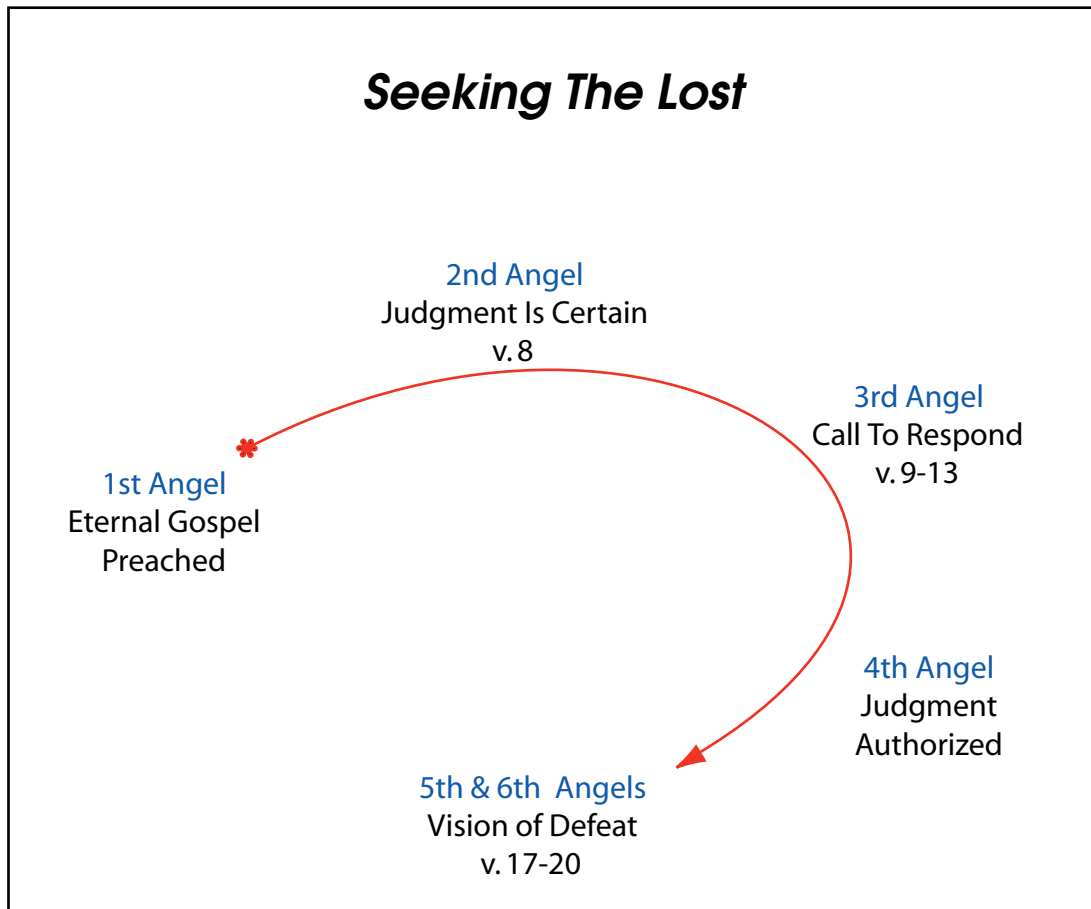 Seeking The Lost
1st Angel
Eternal Gospel
Preached
2nd Angel
Judgment Is Certain
v. 8
3rd Angel
Call To Respond
v. 9-13
4th Angel
Judgment
Authorized
5th & 6th Angels
Vision of Defeat
v. 17-20